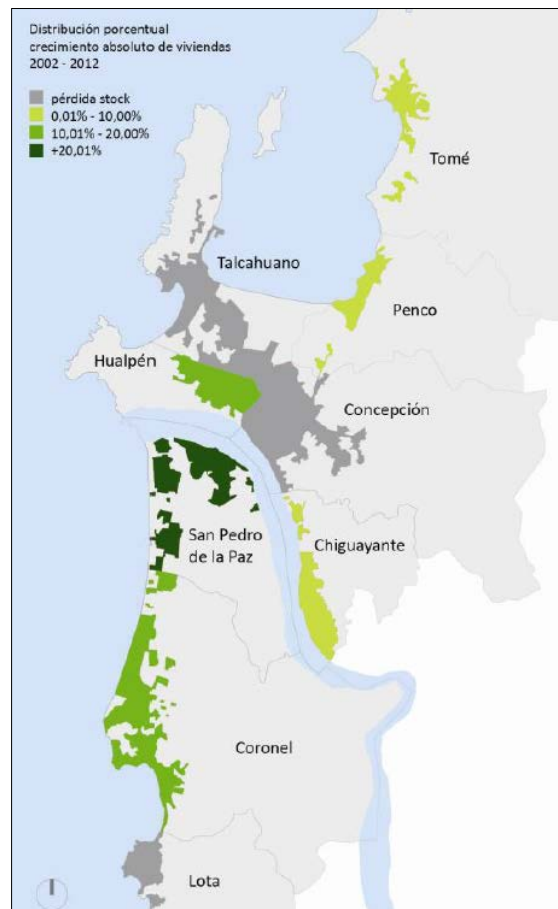 Distribución porcentual
crecimiento absoluto de viviendas
2002 - 2012
pérdida stock
0,01% - 10,00%
10,01% - 20,00%
+20,01%
Tomé
Talcahuano
Penco
Hualpén
Concepción
San Pedro
de la Paz
Chiguayante
Coronel
Lota